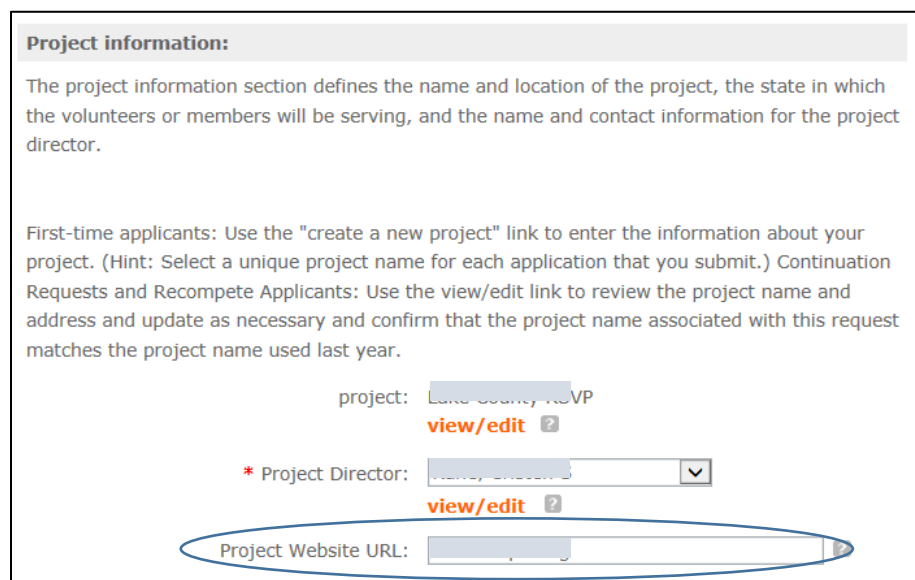 Project information:
The project information section defines the name and location of the project, the state in which
the volunteers or members will be serving, and the name and contact information for the project
director.
First-time applicants: Use the "create a new project" link to enter the information about your
project. (Hint: Select a unique project name for each application that you submit.) Continuation
Requests and Recompete Applicants: Use the view/edit link to review the project name and
address and update as necessary and confirm that the project name associated with this request
matches the project name used last year.
project:
view/edit ?
* Project Director:
view/edit ?
Project Website URL: ?